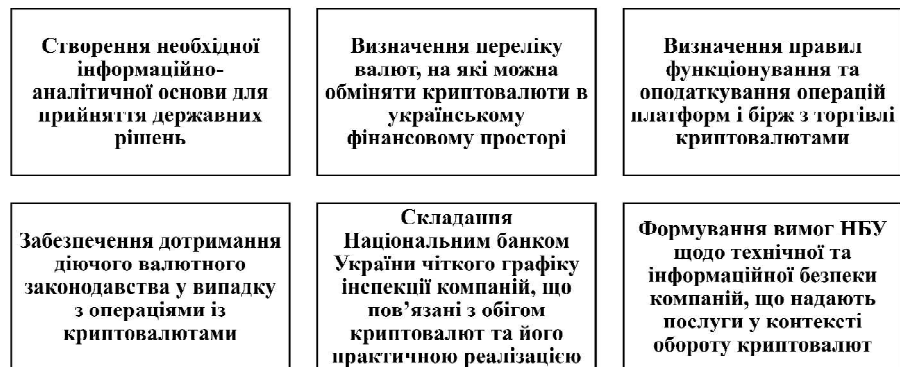 Створення необхідної
інформаційно-
аналітичної основи для
прийняття державних
рішень
Визначення переліку
валют, на які можна
обміняти криптовалюти в
українському
фінансовому просторі
Визначення правил
функціонування та
оподаткування операцій
платформ і бірж з торгівлі
криптовалютами
Забезпечення дотримання
діючого валютного
законодавства у випадку
з операціями із
криптовалютами
Складання
Національним банком
України чіткого графіку
інспекції компаній, що
пов’язані з обігом
криптовалют та його
практичною реалізацією
Формування вимог НБУ
щодо технічної та
інформаційної безпеки
компаній, що надають
послуги у контексті
обороту криптовалют